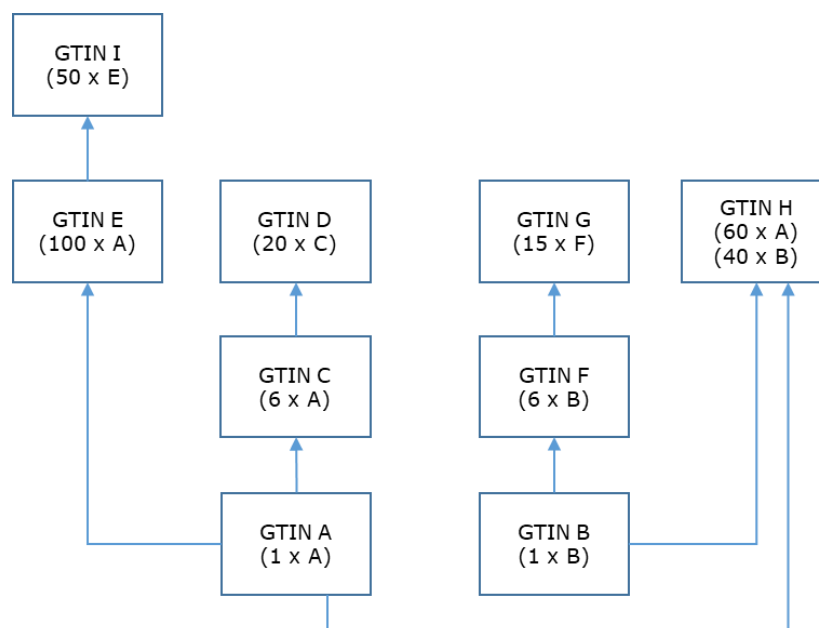 GTIN I
(50 x E)
GTIN E
(100 x A)
GTIN D
(20 x C)
GTIN G
(15 x F)
GTIN H
(60 x A)
(40 x B)
GTIN C
(6 x A)
GTIN F
(6 x B)
GTIN A
(1 x A)
GTIN B
(1 x B)